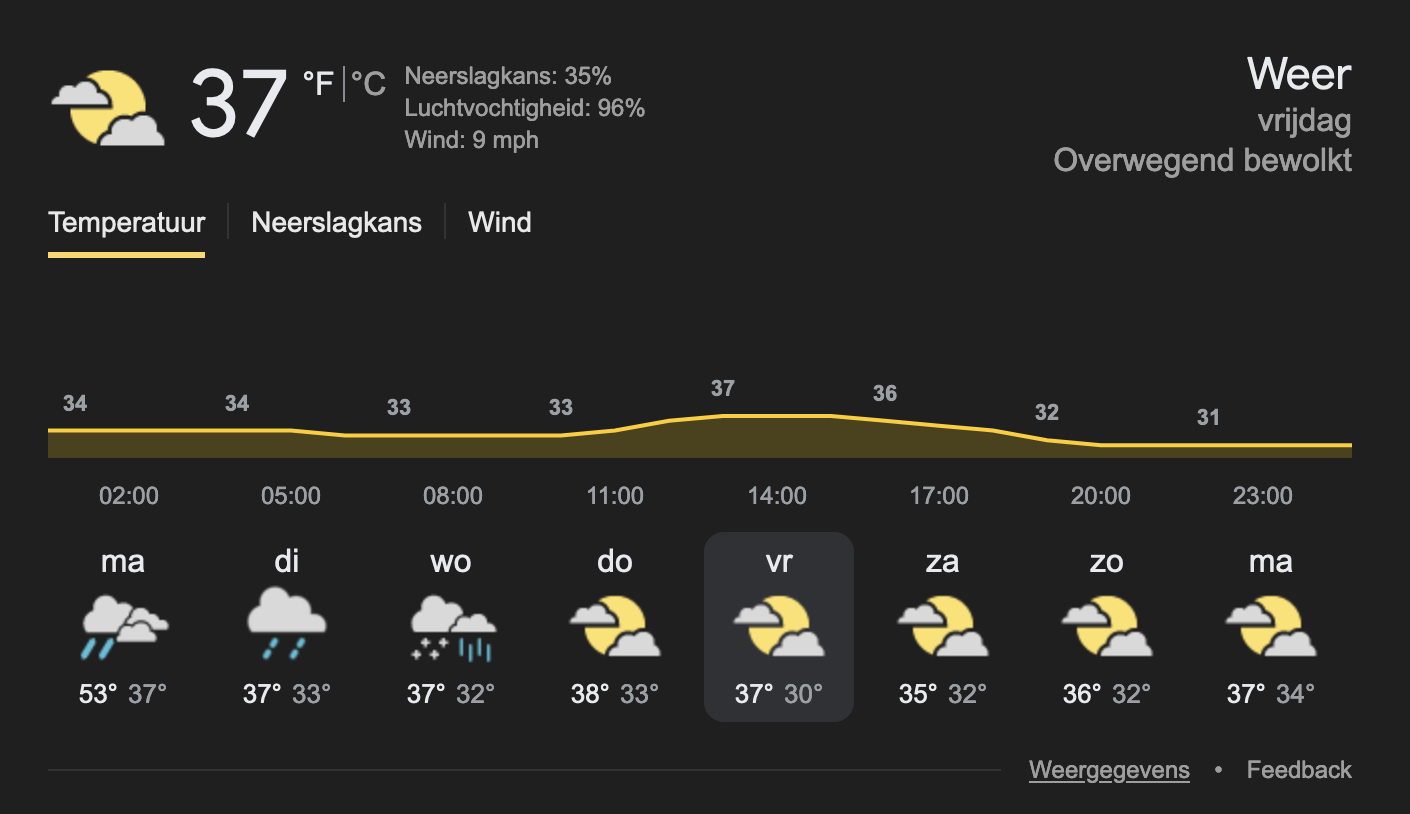 37 °F | °C
Neerslagkans: 35%
Luchtvochtigheid: 96%
Wind: 9 mph
Weer
vrijdag
Overwegend bewolkt
Temperatuur Neerslagkans Wind
34 34 33 33 37 36 32 31
02:00 05:00 08:00 11:00 14:00 17:00 20:00 23:00
ma di wo do vr za zo ma
53° 37° 37° 33° 37° 32° 38° 33° 37° 30° 35° 32° 36° 32° 37° 34°
Weergegevens • Feedback